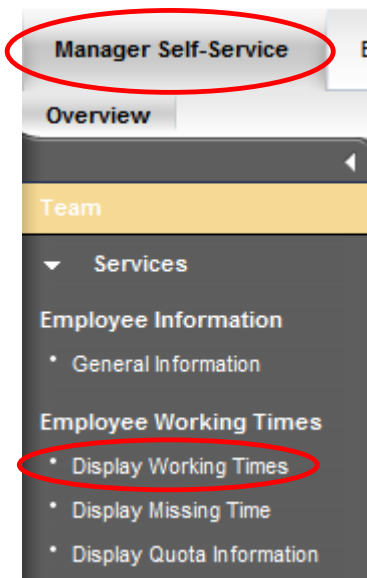 Manager Self-Service
Overview
Team
Services
Employee Information
General Information
Employee Working Times
Display Working Times
Display Missing Time
Display Quota Information